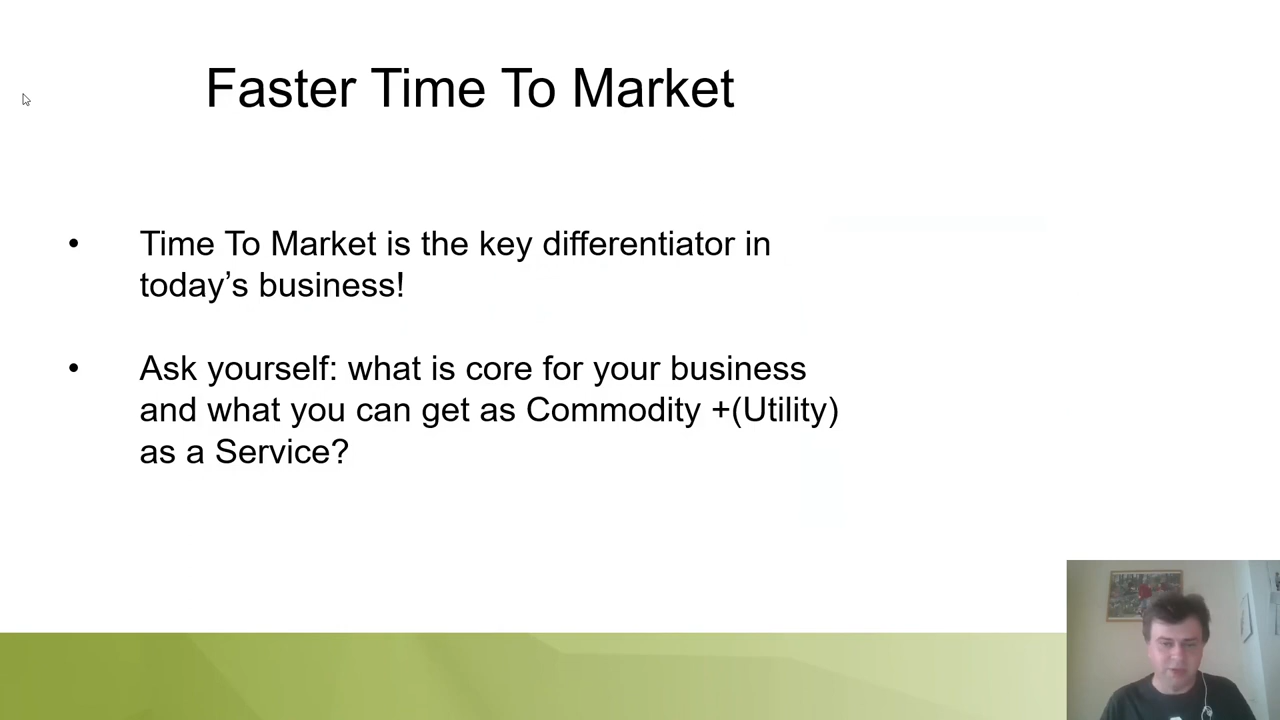 Faster Time To Market
• Time To Market is the key differentiator in
today’s business!
• Ask yourself: what is core for your business
and what you can get as Commodity +(Utility)
as a Service?